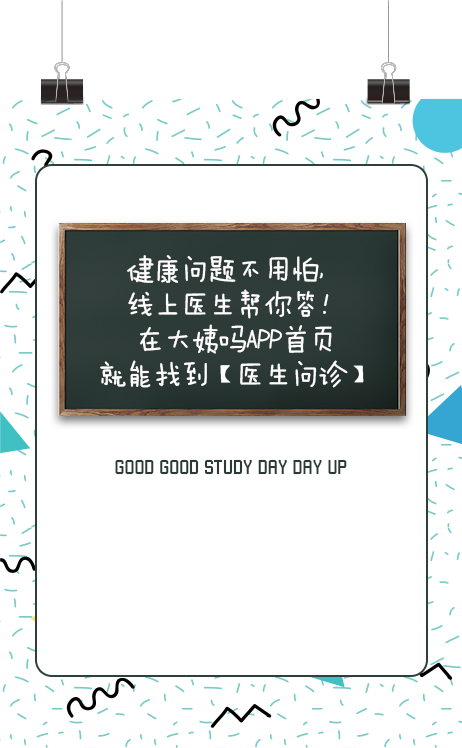 健康问题不用怕,
线上医生帮你答!
在大姨吗APP首页
就能找到【医生问诊】
GOOD GOOD STUDY DAY DAY UP